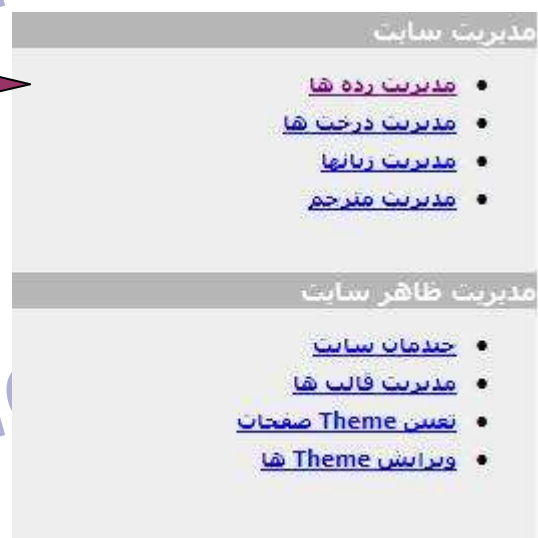 مدیریت سایت
مدیریت رده ها
مدیریت درخت ها
مدیریت زبانها
مدیریت مترجم
مدیریت ظاهر سایت
چیدمان سایت
مدیریت قالب ها
تعیین Theme صفحات
ویرایش Theme ها